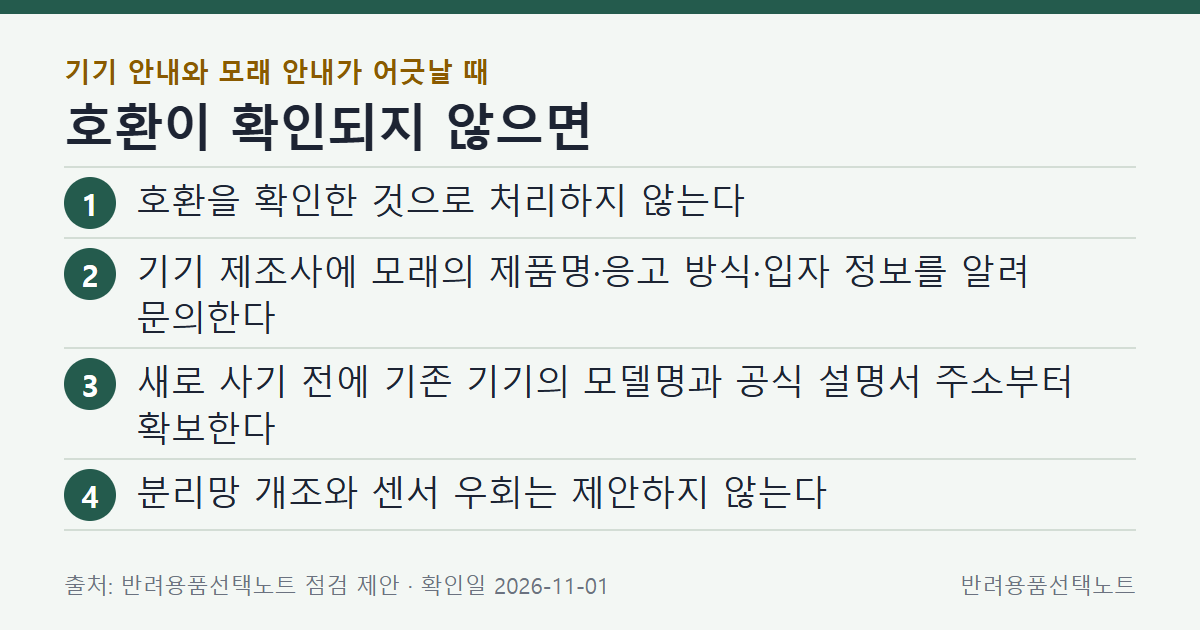 기기 안내와 모래 안내가 어긋날 때
호환이 확인되지 않으면
1 호환을 확인한 것으로 처리하지 않는다
2 기기 제조사에 모래의 제품명·응고 방식·입자 정보를 알려
문의한다
3 새로 사기 전에 기존 기기의 모델명과 공식 설명서 주소부터
확보한다
4 분리망 개조와 센서 우회는 제안하지 않는다
출처: 반려용품선택노트 점검 제안 · 확인일 2026-11-01
반려용품선택노트